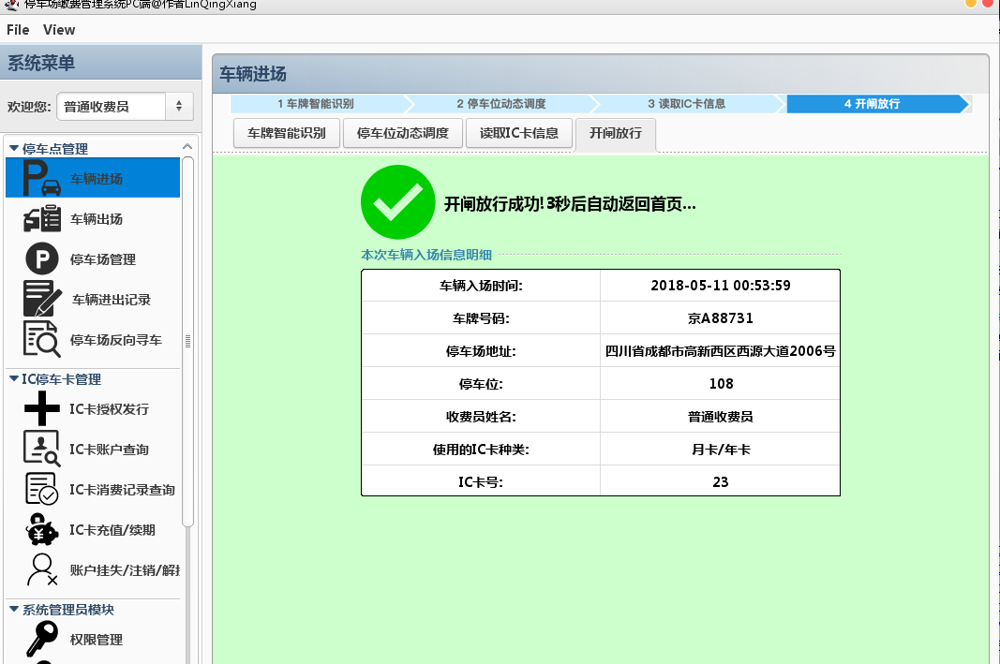 停车场缴费管理系统PC端@作者LinQingXiang
File View
系统菜单
欢迎您: 普通收费员
停车点管理
车辆进场
车辆出场
停车场管理
车辆进出记录
停车场反向寻车
IC停车卡管理
IC卡授权发行
IC卡账户查询
IC卡消费记录查询
IC卡充值/续期
账户挂失/注销/解挂
系统管理员模块
权限管理
车辆进场
1 车牌智能识别 2 停车位动态调度 3 读取IC卡信息 4 开闸放行
车牌智能识别 停车位动态调度 读取IC卡信息 开闸放行
开闸放行成功!3秒后自动返回首页...
本次车辆入场信息明细
车辆入场时间: 2018-05-11 00:53:59
车牌号码: 京A88731
停车场地址: 四川省成都市高新西区西源大道2006号
停车位: 108
收费员姓名: 普通收费员
使用的IC卡种类: 月卡/年卡
IC卡号: 23